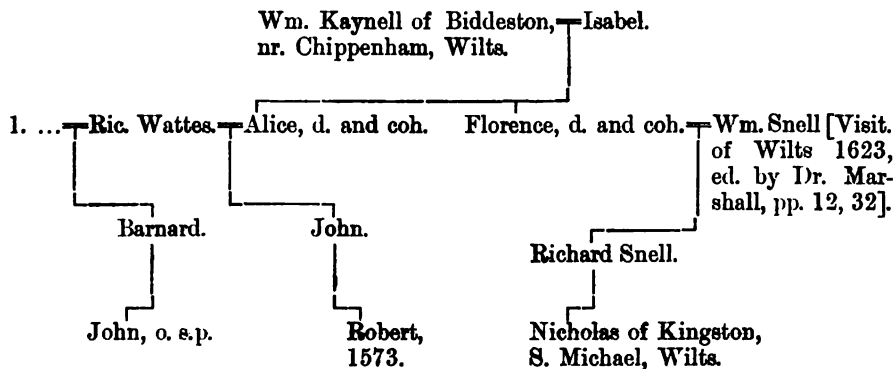 Wm. Kaynell of Biddeston, Isabel.
nr. Chippenham, Wilts.
1. ... Ric. Wattes. Alice, d. and coh. Florence, d. and coh. Wm. Snell [Visit.
of Wilts 1623,
ed. by Dr. Mar-
shall, pp. 12, 32].
Barnard. John.
Richard Snell.
John, o. s.p. Robert, Nicholas of Kingston,
1573. S. Michael, Wilts.